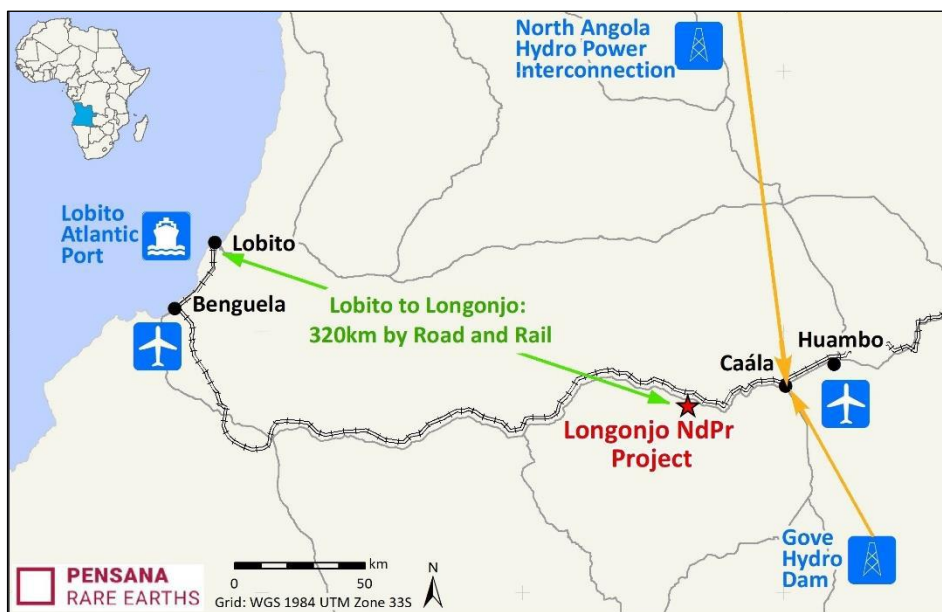 North Angola
Hydro Power
Interconnection
Lobito
Atlantic
Port
Lobito
Benguela
Lobito to Longonjo:
320km by Road and Rail
Huambo
Caála
Longonjo NdPr
Project
Gove
Hydro
Dam
PENSANA
RARE EARTHS
km
0 50
Grid: WGS 1984 UTM Zone 33S
N